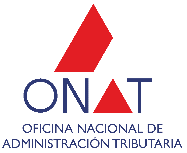 ONAT
OFICINA NACIONAL DE
ADMINISTRACIÓN TRIBUTARIA